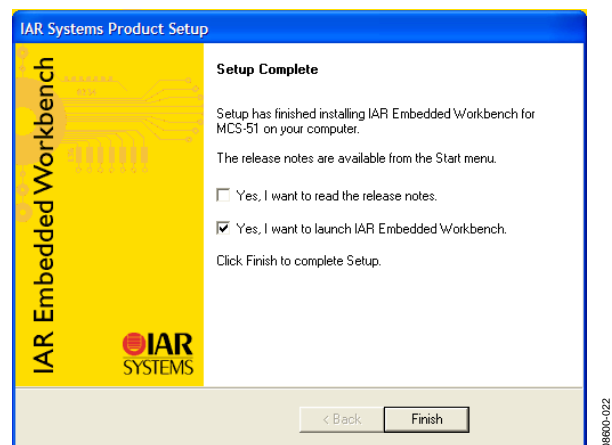 IAR Systems Product Setup
IAR Embedded Workbench
Setup Complete
Setup has finished installing IAR Embedded Workbench for
MCS-51 on your computer.
The release notes are available from the Start menu.
Yes, I want to read the release notes.
Yes, I want to launch IAR Embedded Workbench.
Click Finish to complete Setup.
IAR
SYSTEMS
< Back
Finish
08600-022